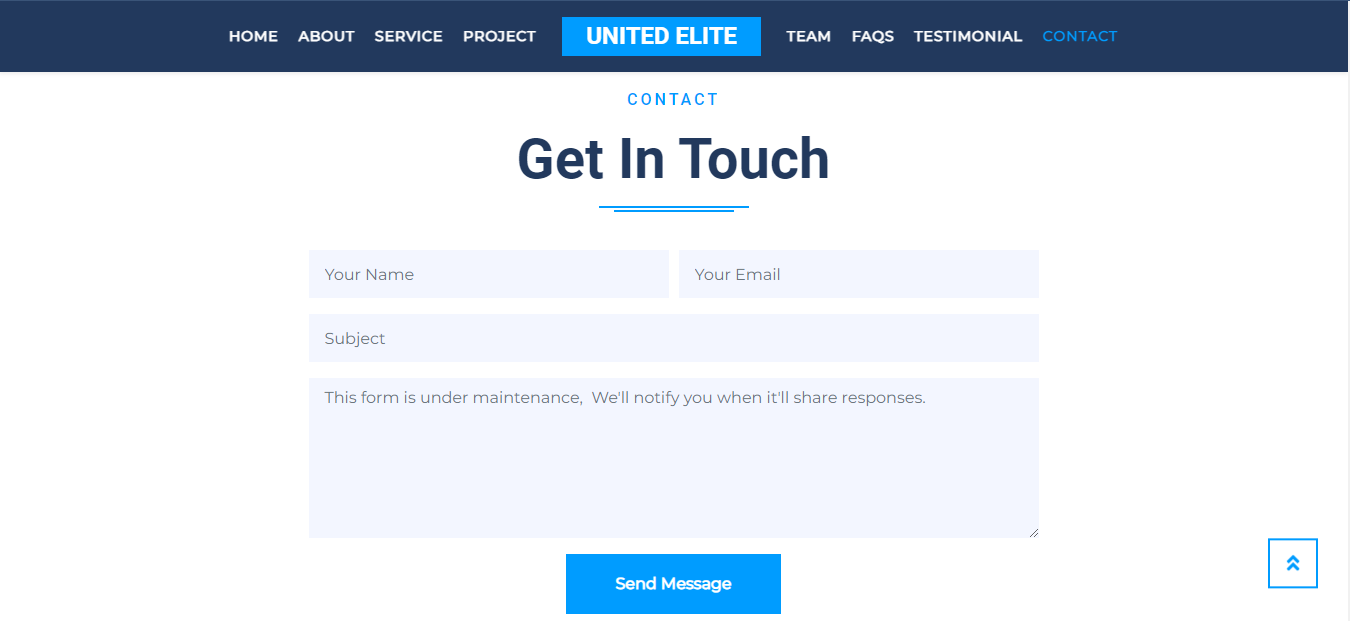 HOME ABOUT SERVICE PROJECT UNITED ELITE TEAM FAQS TESTIMONIAL CONTACT
CONTACT
Get In Touch
Your Name Your Email
Subject
This form is under maintenance,  We'll notify you when it'll share responses.
Send Message